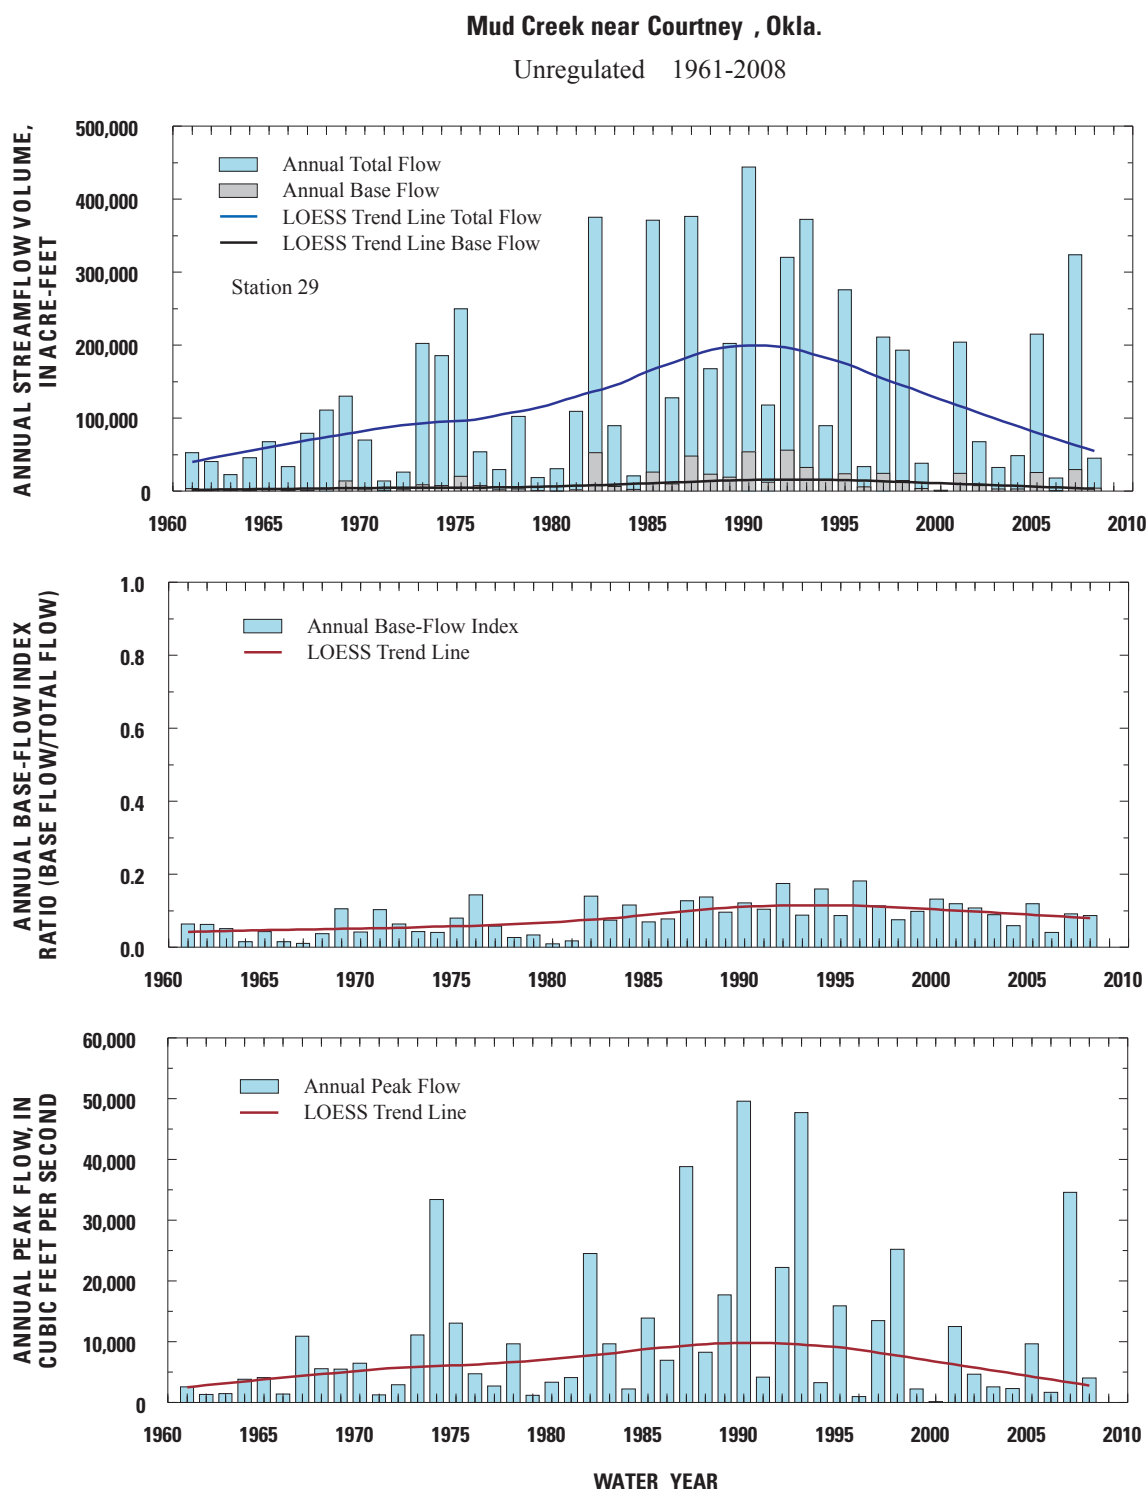 Mud Creek near Courtney , Okla.
Unregulated 1961-2008
ANNUAL STREAMFLOW VOLUME,
IN ACRE-FEET
500,000
400,000
300,000
200,000
100,000
0
Annual Total Flow
Annual Base Flow
LOESS Trend Line Total Flow
LOESS Trend Line Base Flow
Station 29
1960 1965 1970 1975 1980 1985 1990 1995 2000 2005 2010
ANNUAL BASE-FLOW INDEX
RATIO (BASE FLOW/TOTAL FLOW)
1.0
0.8
0.6
0.4
0.2
0.0
Annual Base-Flow Index
LOESS Trend Line
1960 1965 1970 1975 1980 1985 1990 1995 2000 2005 2010
ANNUAL PEAK FLOW, IN
CUBIC FEET PER SECOND
60,000
50,000
40,000
30,000
20,000
10,000
0
Annual Peak Flow
LOESS Trend Line
1960 1965 1970 1975 1980 1985 1990 1995 2000 2005 2010
WATER YEAR